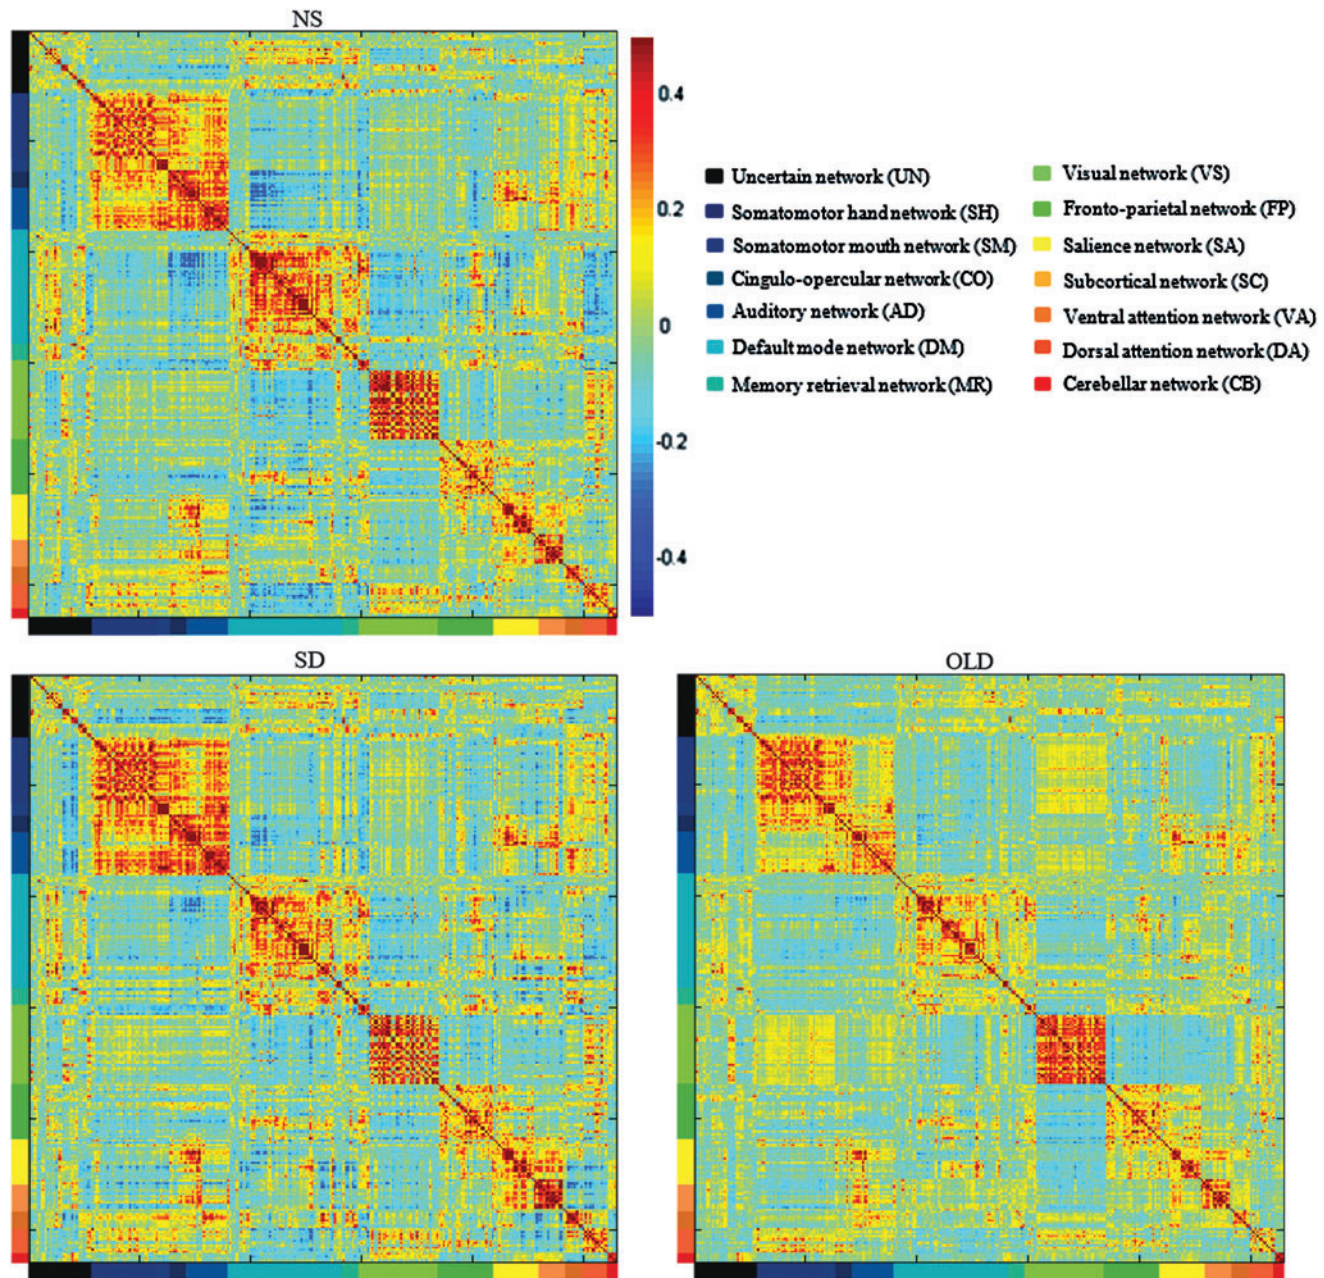 NS
0.4
0.2
0
-0.2
-0.4
Uncertain network (UN)
Somatomotor hand network (SH)
Somatomotor mouth network (SM)
Cingulo-opercular network (CO)
Auditory network (AD)
Default mode network (DM)
Memory retrieval network (MR)
Visual network (VS)
Fronto-parietal network (FP)
Salience network (SA)
Subcortical network (SC)
Ventral attention network (VA)
Dorsal attention network (DA)
Cerebellar network (CB)
SD
OLD